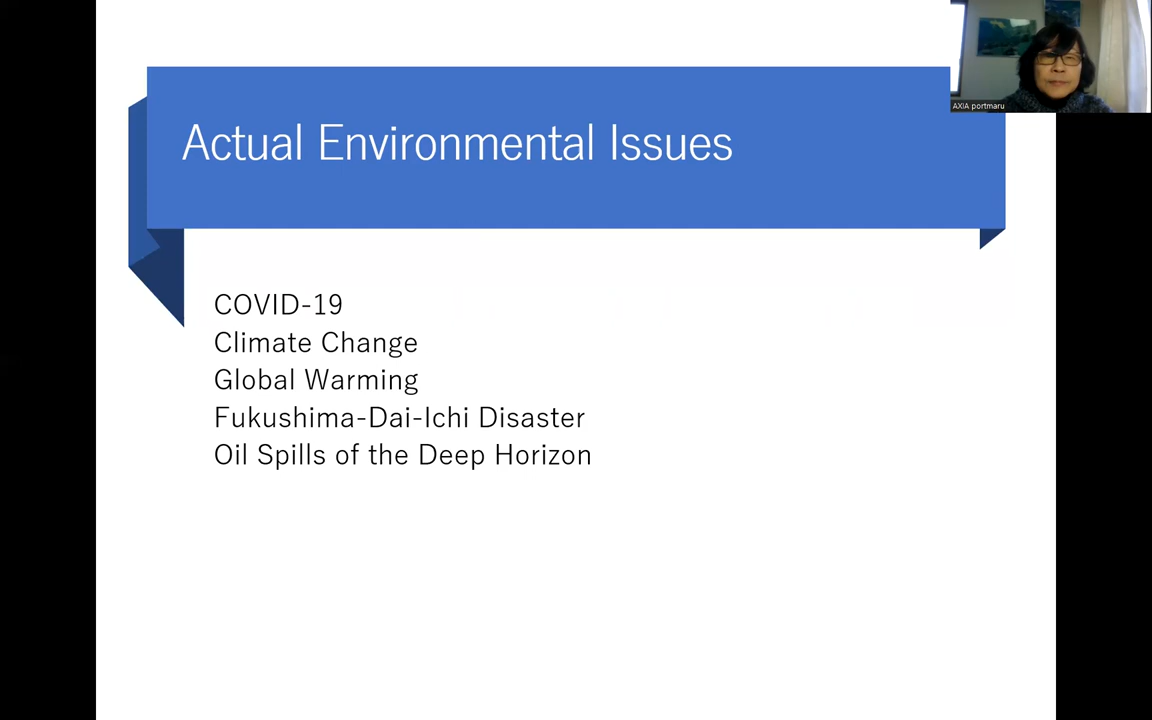 Actual Environmental Issues
AXIA portmaru
COVID-19
Climate Change
Global Warming
Fukushima-Dai-Ichi Disaster
Oil Spills of the Deep Horizon